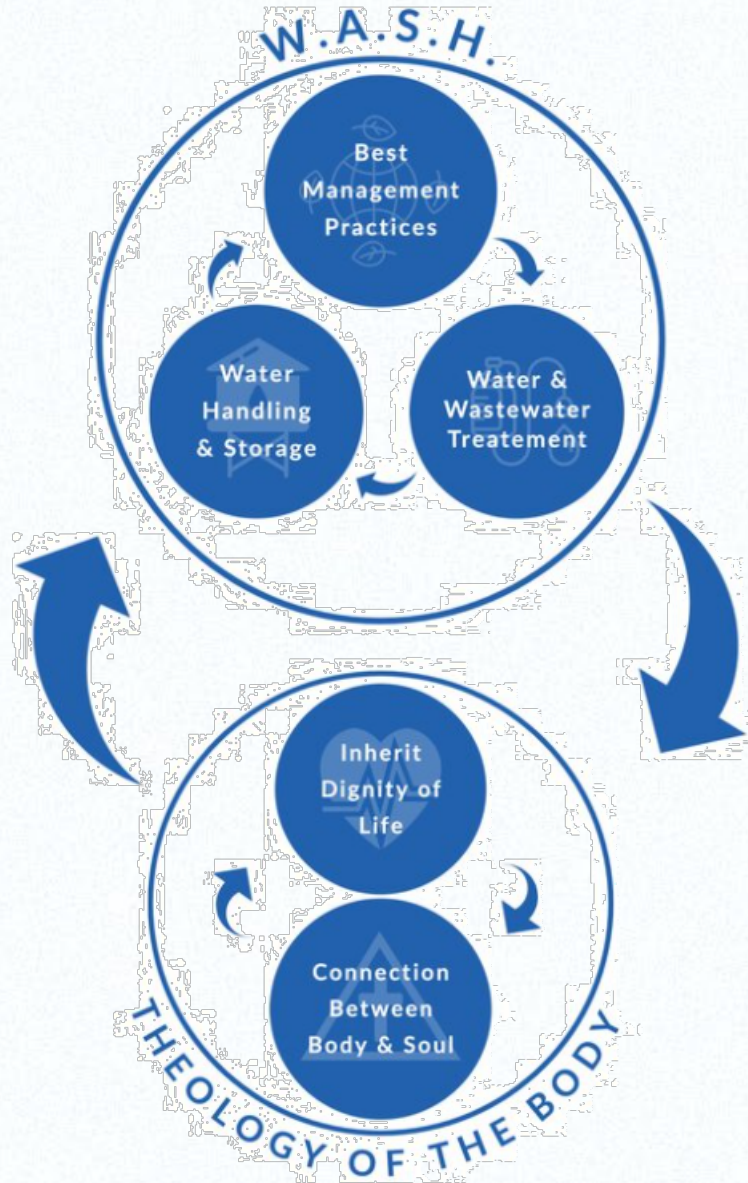 W.A.S.H.
Best
Management
Practices
Water
Handling
& Storage
Water &
Wastewater
Treatement
Inherit
Dignity of
Life
Connection
Between
Body & Soul
THEOLOGY OF THE BODY